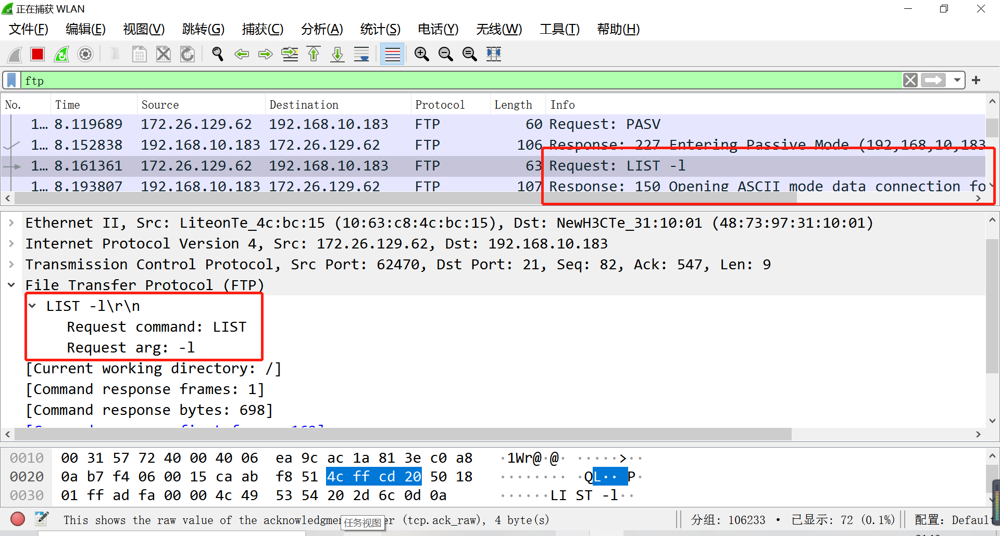 正在捕获 WLAN
文件(F) 编辑(E) 视图(V) 跳转(G) 捕获(C) 分析(A) 统计(S) 电话(Y) 无线(W) 工具(T) 帮助(H)
ftp
No. Time Source Destination Protocol Length Info
1… 8.119689 172.26.129.62 192.168.10.183 FTP 60 Request: PASV
1… 8.152838 192.168.10.183 172.26.129.62 FTP 106 Response: 227 Entering Passive Mode (192,168,10,183
1… 8.161361 172.26.129.62 192.168.10.183 FTP 63 Request: LIST -l
1… 8.193807 192.168.10.183 172.26.129.62 FTP 107 Response: 150 Opening ASCII mode data connection fo
Ethernet II, Src: LiteonTe_4c:bc:15 (10:63:c8:4c:bc:15), Dst: NewH3CTe_31:10:01 (48:73:97:31:10:01)
Internet Protocol Version 4, Src: 172.26.129.62, Dst: 192.168.10.183
Transmission Control Protocol, Src Port: 62470, Dst Port: 21, Seq: 82, Ack: 547, Len: 9
File Transfer Protocol (FTP)
LIST -l\r\n
Request command: LIST
Request arg: -l
[Current working directory: /]
[Command response frames: 1]
[Command response bytes: 698]
0010 00 31 57 72 40 00 40 06 ea 9c ac 1a 81 3e c0 a8 ·1Wr@·@· ·····>··
0020 0a b7 f4 06 00 15 ca ab f8 51 4c ff cd 20 50 18 ········ ·QL·· P·
0030 01 ff ad fa 00 00 4c 49 53 54 20 2d 6c 0d 0a ······LI ST -l··
This shows the raw value of the acknowledgme 任务视图 er (tcp.ack_raw), 4 byte(s) 分组: 106233 · 已显示: 72 (0.1%) 配置: Default